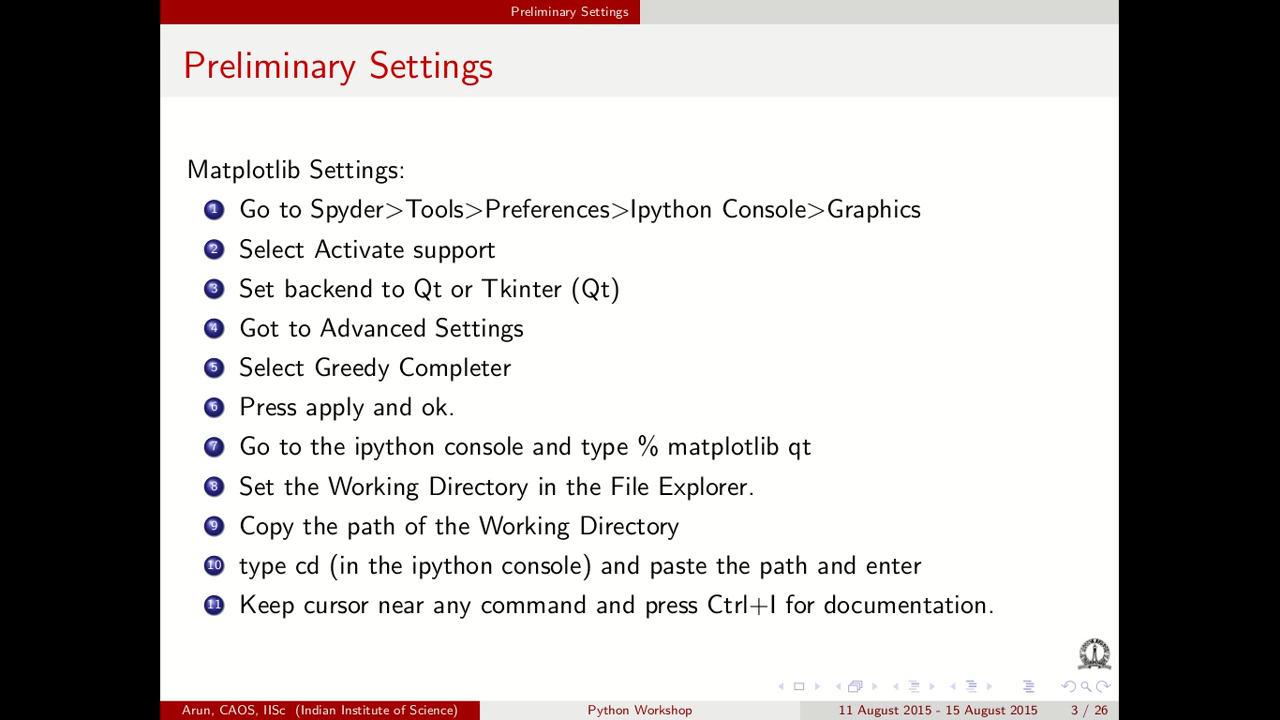 Preliminary Settings
Preliminary Settings
Matplotlib Settings:
1 Go to Spyder>Tools>Preferences>Ipython Console>Graphics
2 Select Activate support
3 Set backend to Qt or Tkinter (Qt)
4 Got to Advanced Settings
5 Select Greedy Completer
6 Press apply and ok.
7 Go to the ipython console and type % matplotlib qt
8 Set the Working Directory in the File Explorer.
9 Copy the path of the Working Directory
10 type cd (in the ipython console) and paste the path and enter
11 Keep cursor near any command and press Ctrl+I for documentation.
Arun, CAOS, IISc (Indian Institute of Science) Python Workshop 11 August 2015 - 15 August 2015 3 / 26